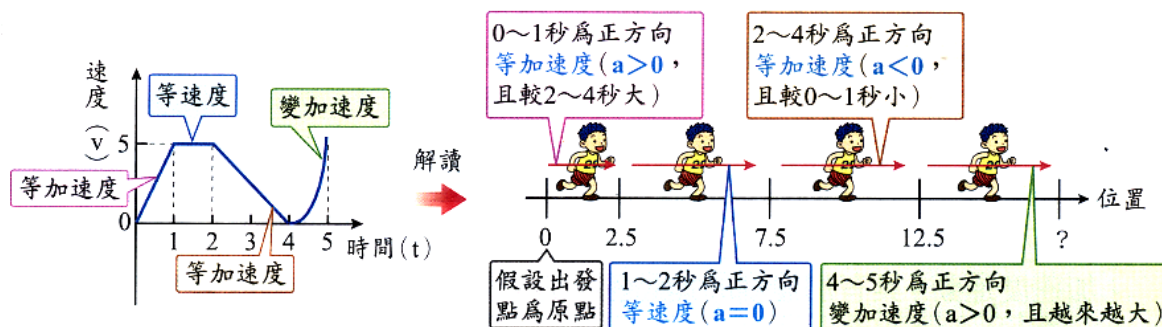 速度(v)
5
0
1
2
3
4
5
時間(t)
等速度
變加速度
等加速度
等加速度
解讀
0～1秒爲正方向
等加速度(a>0，
且較2～4秒大)
2～4秒爲正方向
等加速度(a<0，
且較0～1秒小)
位置
0
2.5
7.5
12.5
?
假設出發
點爲原點
1～2秒爲正方向
等速度(a=0)
4～5秒爲正方向
變加速度(a>0，且越來越大)